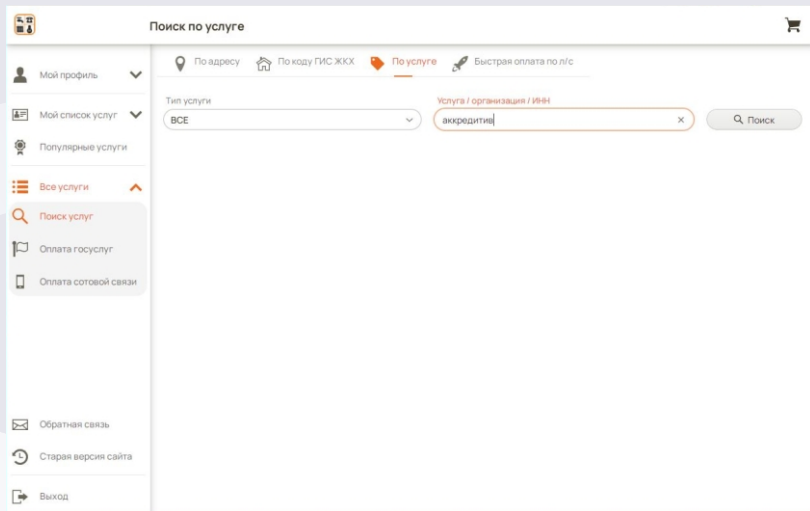 Поиск по услуге
По адресу
По коду ГИС ЖКХ
По услуге
Быстрая оплата по л/с
Мой профиль
Мой список услуг
Популярные услуги
Все услуги
Поиск услуг
Оплата госуслуг
Оплата сотовой связи
Обратная связь
Старая версия сайта
Выход
Тип услуги
ВСЕ
Услуга / организация / ИНН
аккредитив
Поиск